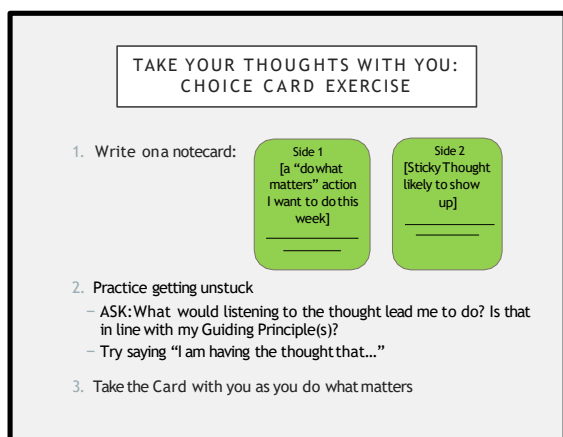 TAKE YOUR THOUGHTS WITH YOU:
CHOICE CARD EXERCISE
1. Write on a notecard:
Side 1
[a “do what
matters” action
I want to do this
week]
Side 2
[Sticky Thought
likely to show
up]
2. Practice getting unstuck
– ASK: What would listening to the thought lead me to do? Is that
in line with my Guiding Principle(s)?
– Try saying “I am having the thought that…”
3. Take the Card with you as you do what matters